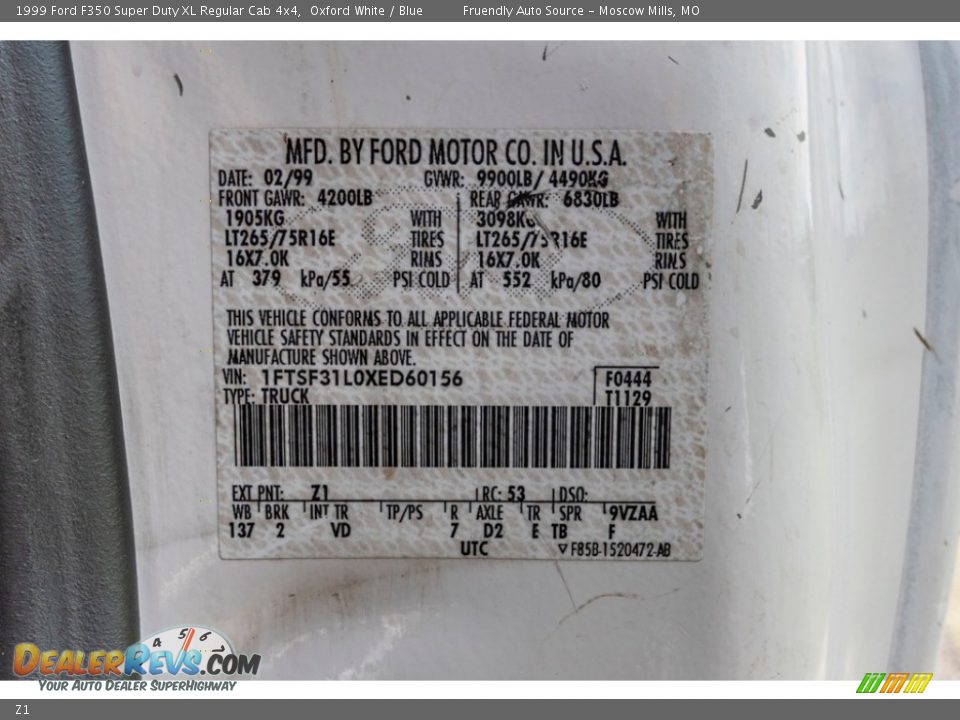 1999 Ford F350 Super Duty XL Regular Cab 4x4, Oxford White / Blue Fruendly Auto Source - Moscow Mills, MO
MFD. BY FORD MOTOR CO. IN U.S.A.
DATE: 02/99 GVWR: 9900LB/ 4490KG
FRONT GAWR: 4200LB REAR GAWR: 6830LB
1905KG WITH 3098KG WITH
LT265/75R16E TIRES LT265/75R16E TIRES
16X7.0K RIMS 16X7.0K RIMS
AT 379 kPa/55 PSI COLD AT 552 kPa/80 PSI COLD
THIS VEHICLE CONFORMS TO ALL APPLICABLE FEDERAL MOTOR
VEHICLE SAFETY STANDARDS IN EFFECT ON THE DATE OF
MANUFACTURE SHOWN ABOVE.
VIN: 1FTSF31L0XED60156 F0444
TYPE: TRUCK T1129
EXT PNT: Z1 RC: 53 DSO:
WB BRK INT TR TP/PS R AXLE TR SPR 9VZAA
137 2 VD 7 D2 E TB F
UTC F85B-1520472-AB
4 5 6
DealerRevs.com
Your Auto Dealer SuperHighway
Z1